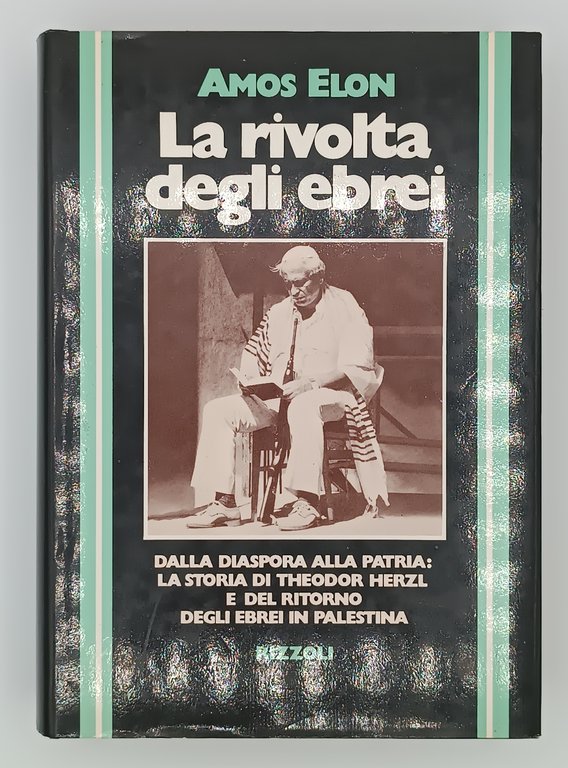 AMOS ELON
La rivolta
degli ebrei
DALLA DIASPORA ALLA PATRIA:
LA STORIA DI THEODOR HERZL
E DEL RITORNO
DEGLI EBREI IN PALESTINA
RIZZOLI